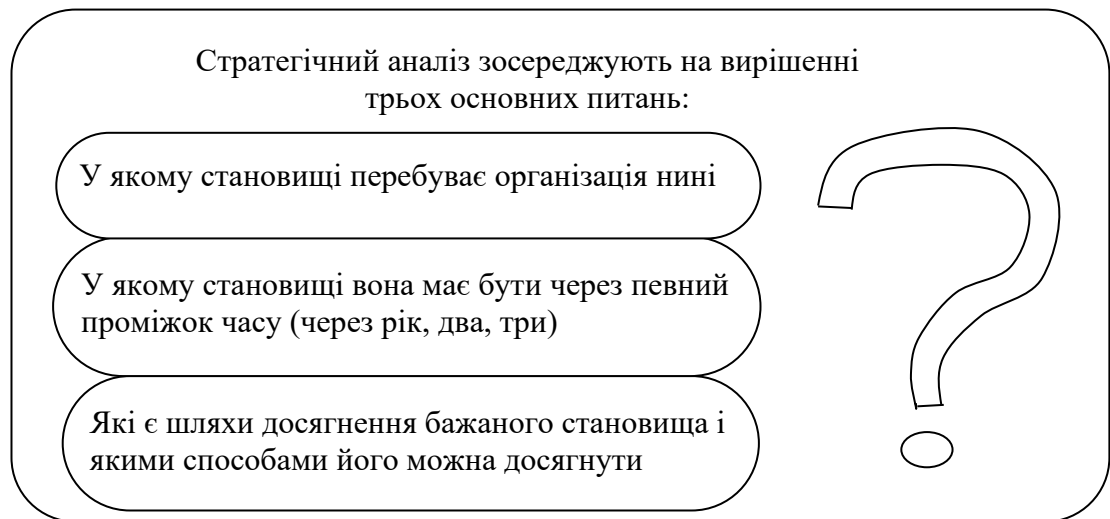 Стратегічний аналіз зосереджують на вирішенні
трьох основних питань:
У якому становищі перебуває організація нині
У якому становищі вона має бути через певний
проміжок часу (через рік, два, три)
Які є шляхи досягнення бажаного становища і
якими способами його можна досягнути